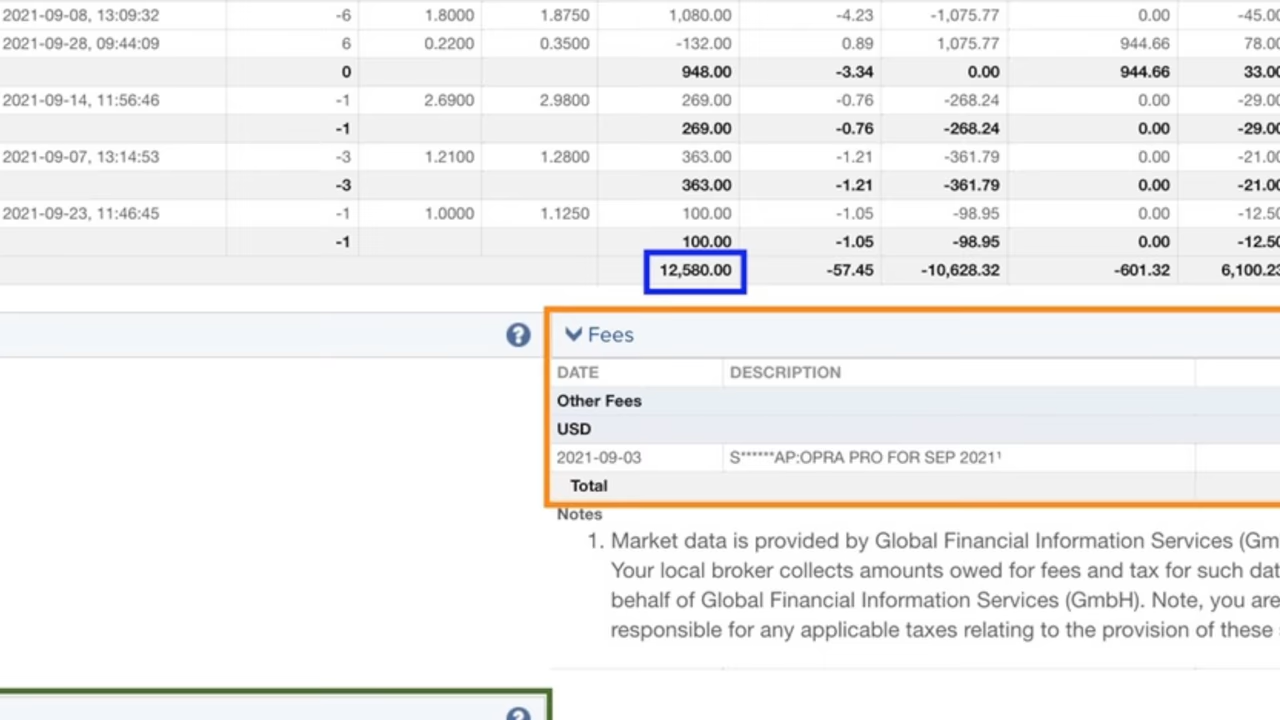 2021-09-08, 13:09:32 -6 1.8000 1.8750 1,080.00 -4.23 -1,075.77 0.00 -45.00
2021-09-28, 09:44:09 6 0.2200 0.3500 -132.00 0.89 1,075.77 944.66 78.00
0 948.00 -3.34 0.00 944.66 33.00
2021-09-14, 11:56:46 -1 2.6900 2.9800 269.00 -0.76 -268.24 0.00 -29.00
-1 269.00 -0.76 -268.24 0.00 -29.00
2021-09-07, 13:14:53 -3 1.2100 1.2800 363.00 -1.21 -361.79 0.00 -21.00
-3 363.00 -1.21 -361.79 0.00 -21.00
2021-09-23, 11:46:45 -1 1.0000 1.1250 100.00 -1.05 -98.95 0.00 -12.50
-1 100.00 -1.05 -98.95 0.00 -12.50
12,580.00 -57.45 -10,628.32 -601.32 6,100.23
? Fees
DATE DESCRIPTION
Other Fees
USD
2021-09-03 S******AP:OPRA PRO FOR SEP 2021¹
Total
Notes
1. Market data is provided by Global Financial Information Services (Gm
Your local broker collects amounts owed for fees and tax for such dat
behalf of Global Financial Information Services (GmbH). Note, you are
responsible for any applicable taxes relating to the provision of these
?